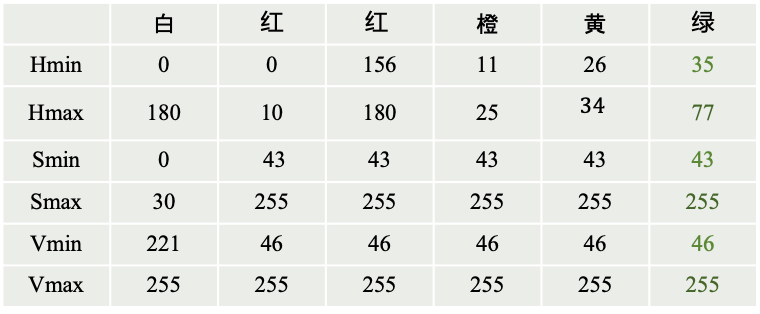 白 红 红 橙 黄 绿
Hmin 0 0 156 11 26 35
Hmax 180 10 180 25 34 77
Smin 0 43 43 43 43 43
Smax 30 255 255 255 255 255
Vmin 221 46 46 46 46 46
Vmax 255 255 255 255 255 255